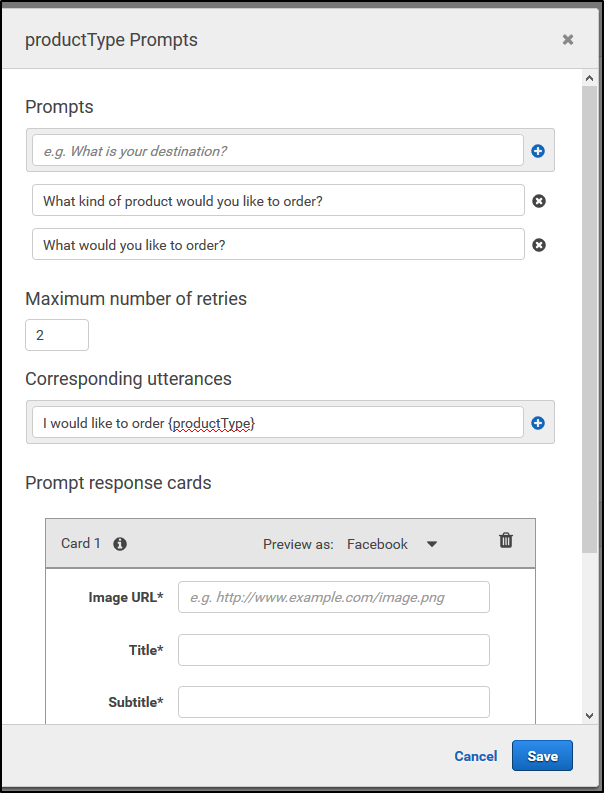 productType Prompts
Prompts
e.g. What is your destination?
What kind of product would you like to order?
What would you like to order?
Maximum number of retries
2
Corresponding utterances
I would like to order {productType}
Prompt response cards
Card 1 Preview as: Facebook
Image URL* e.g. http://www.example.com/image.png
Title*
Subtitle*
Cancel Save